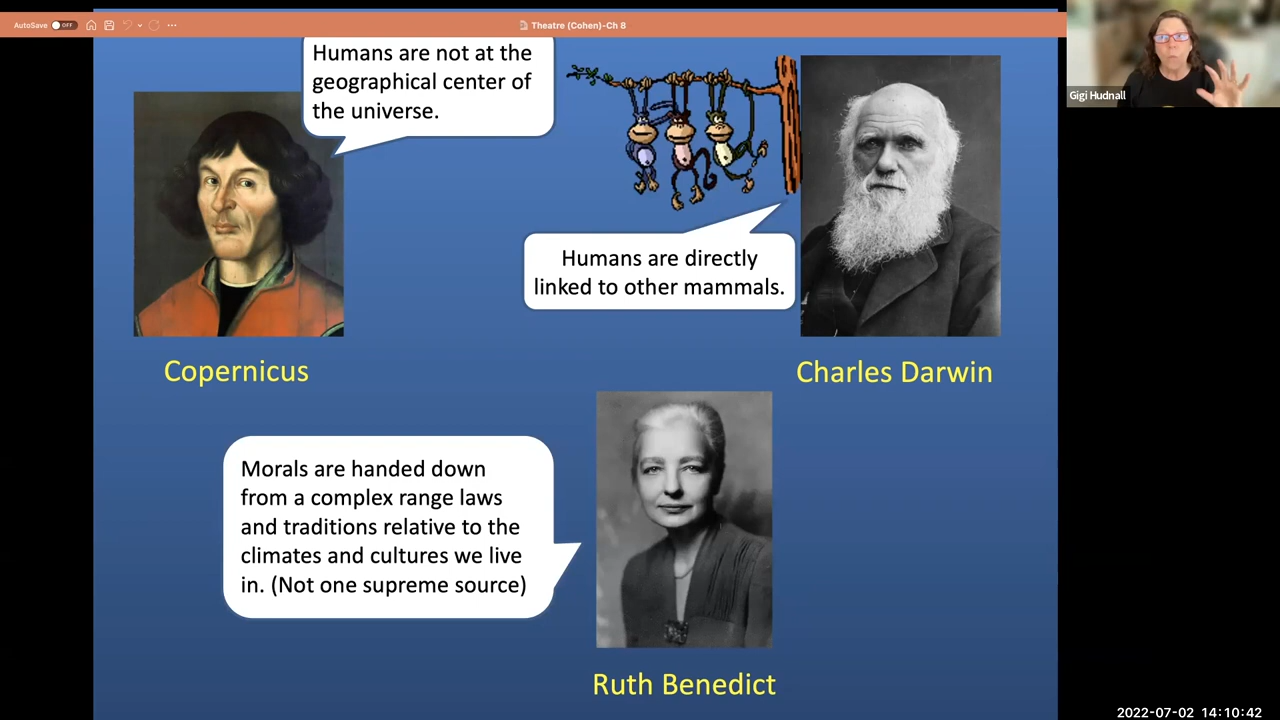 AutoSave OFF
Theatre (Cohen)-Ch 8
Gigi Hudnall
Humans are not at the
geographical center of
the universe.
Humans are directly
linked to other mammals.
Copernicus
Charles Darwin
Morals are handed down
from a complex range laws
and traditions relative to the
climates and cultures we live
in. (Not one supreme source)
Ruth Benedict
2022-07-02 14:10:42